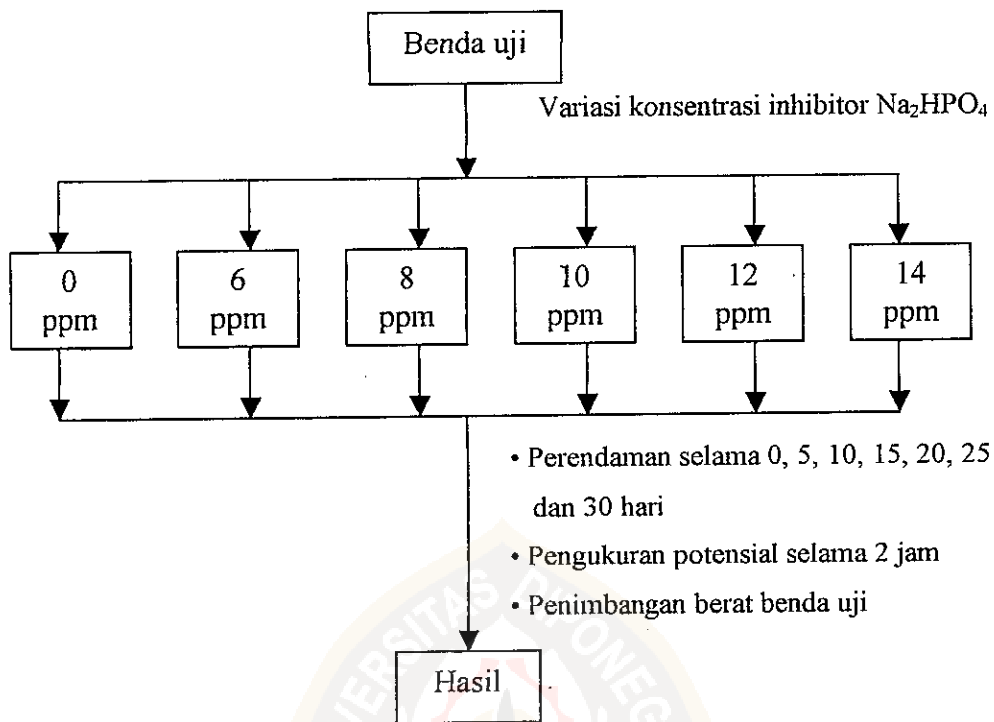 Benda uji
Variasi konsentrasi inhibitor Na₂HPO₄
0
ppm
6
ppm
8
ppm
10
ppm
12
ppm
14
ppm
• Perendaman selama 0, 5, 10, 15, 20, 25
dan 30 hari
• Pengukuran potensial selama 2 jam
• Penimbangan berat benda uji
Hasil